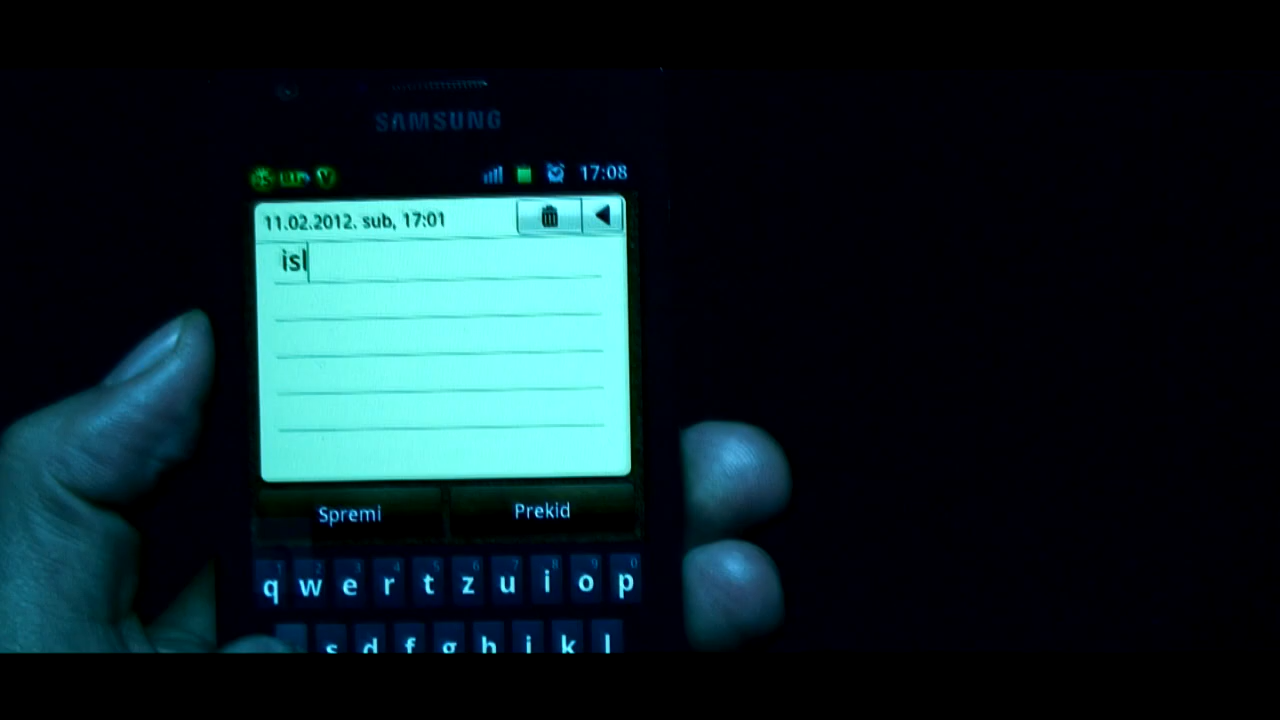 SAMSUNG
17:08
11.02.2012. sub, 17:01
isl
Spremi Prekid
q w e r t z u i o p
s d f g h j k l